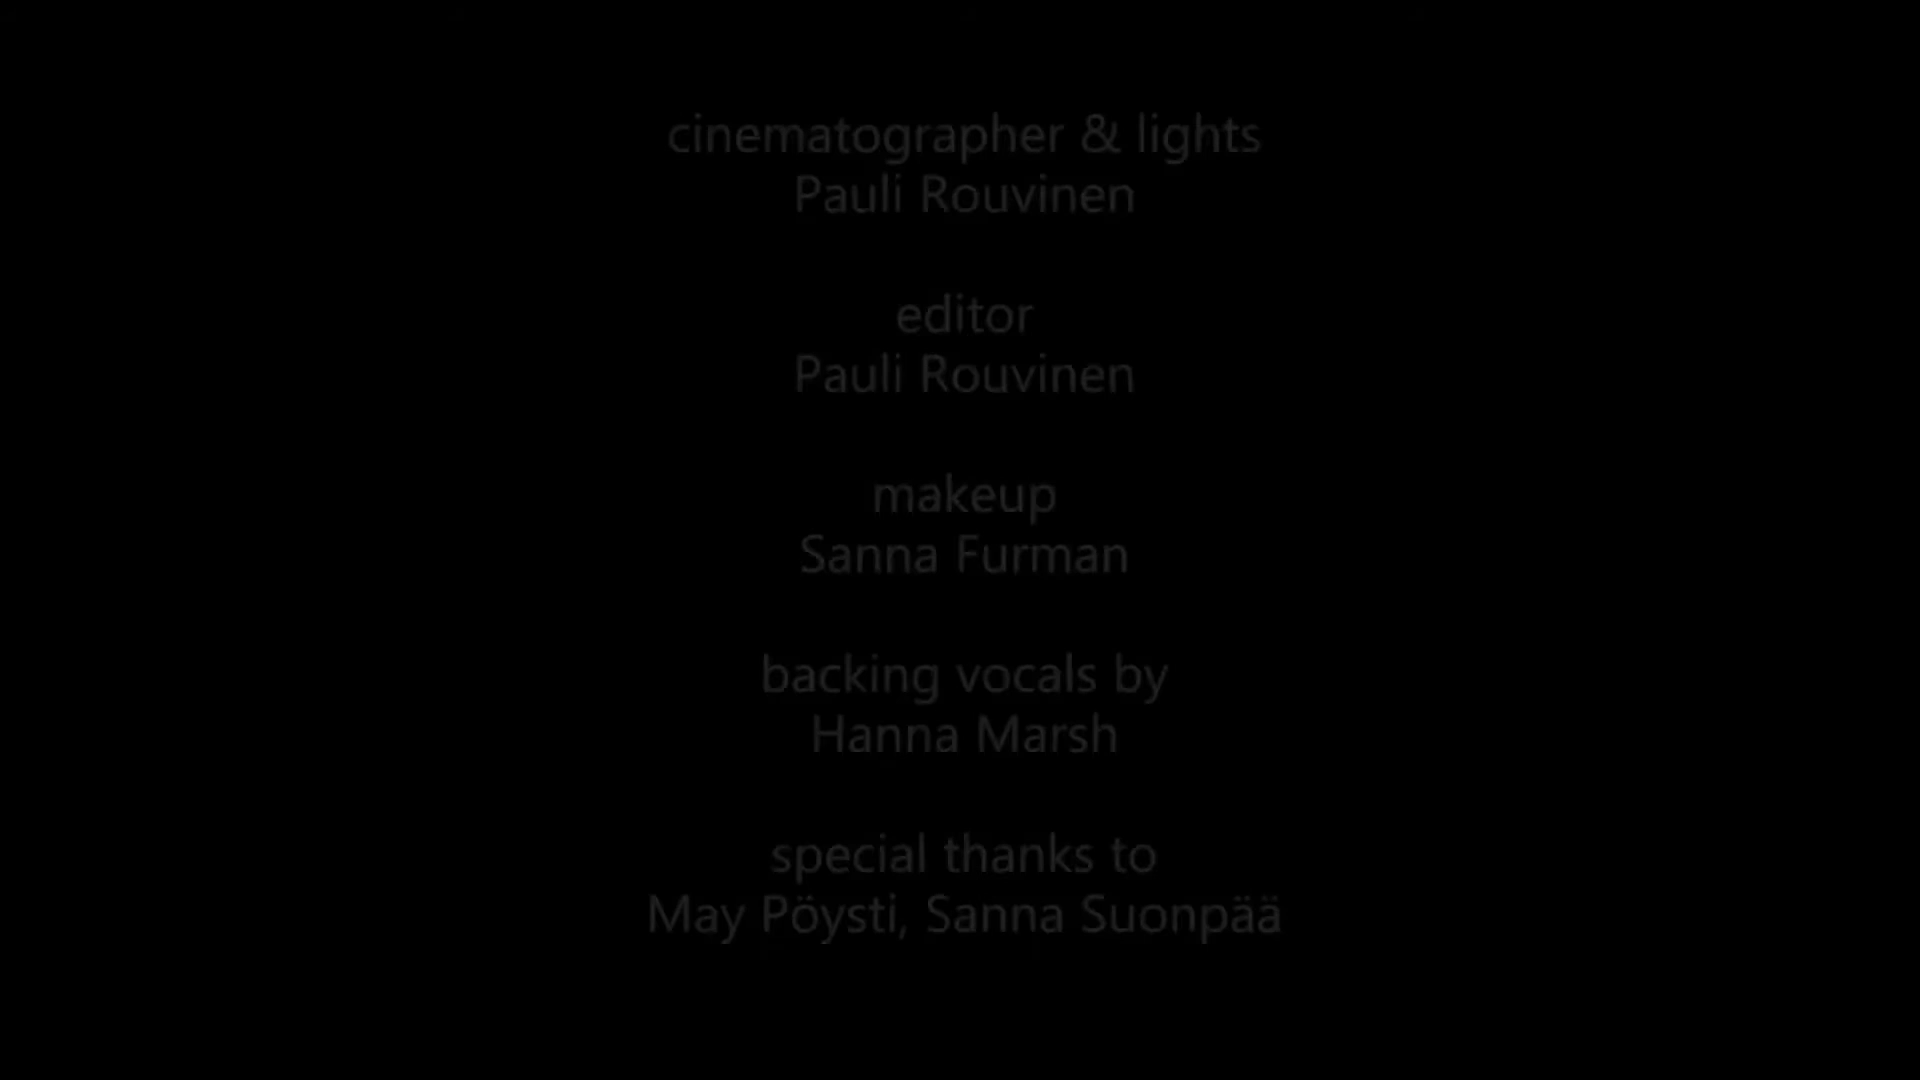 cinematographer & lights
Pauli Rouvinen
editor
Pauli Rouvinen
makeup
Sanna Furman
backing vocals by
Hanna Marsh
special thanks to
May Pöysti, Sanna Suonpää